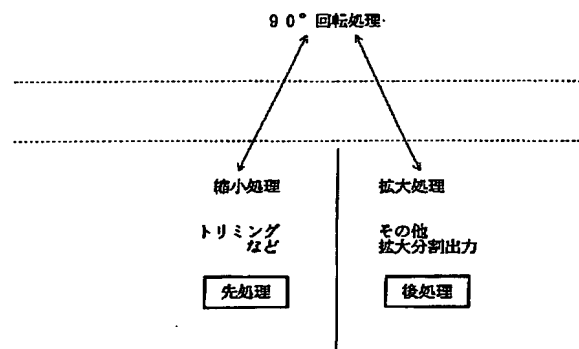 90°回転処理
縮小処理
拡大処理
トリミング
など
その他
拡大分割出力
先処理
後処理